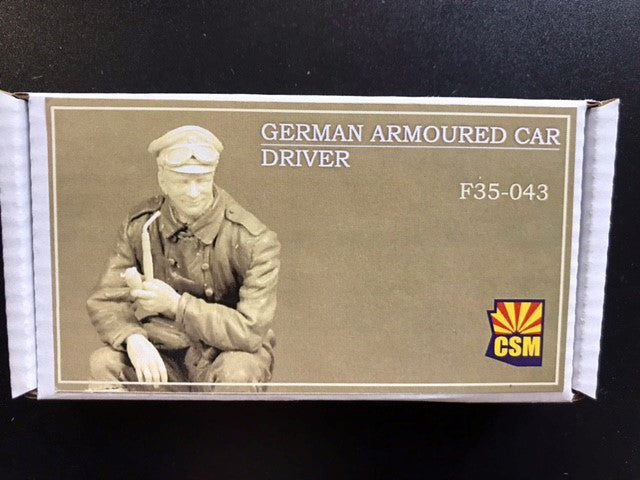 GERMAN ARMOURED CAR
DRIVER
F35-043
CSM